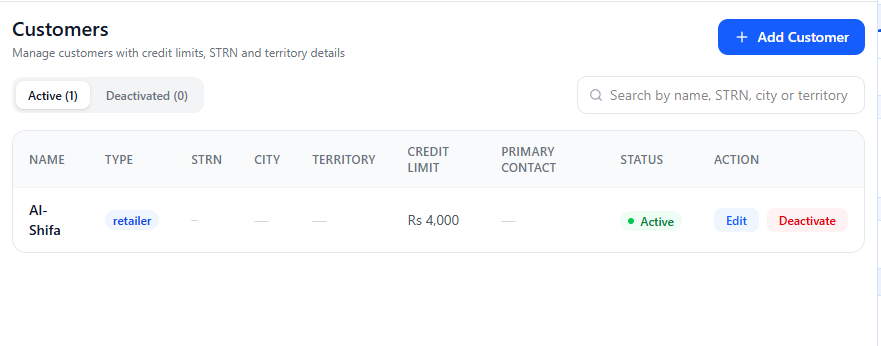 Customers
Manage customers with credit limits, STRN and territory details
+ Add Customer
Active (1)
Deactivated (0)
Search by name, STRN, city or territory
NAME TYPE STRN CITY TERRITORY CREDIT LIMIT PRIMARY CONTACT STATUS ACTION
Al-Shifa retailer – — — Rs 4,000 — Active Edit Deactivate